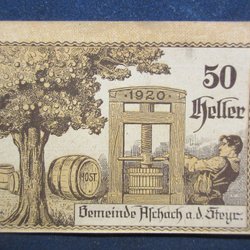 50
Heller
1920
MOST
Gemeinde Aschach a.d. Steyr.